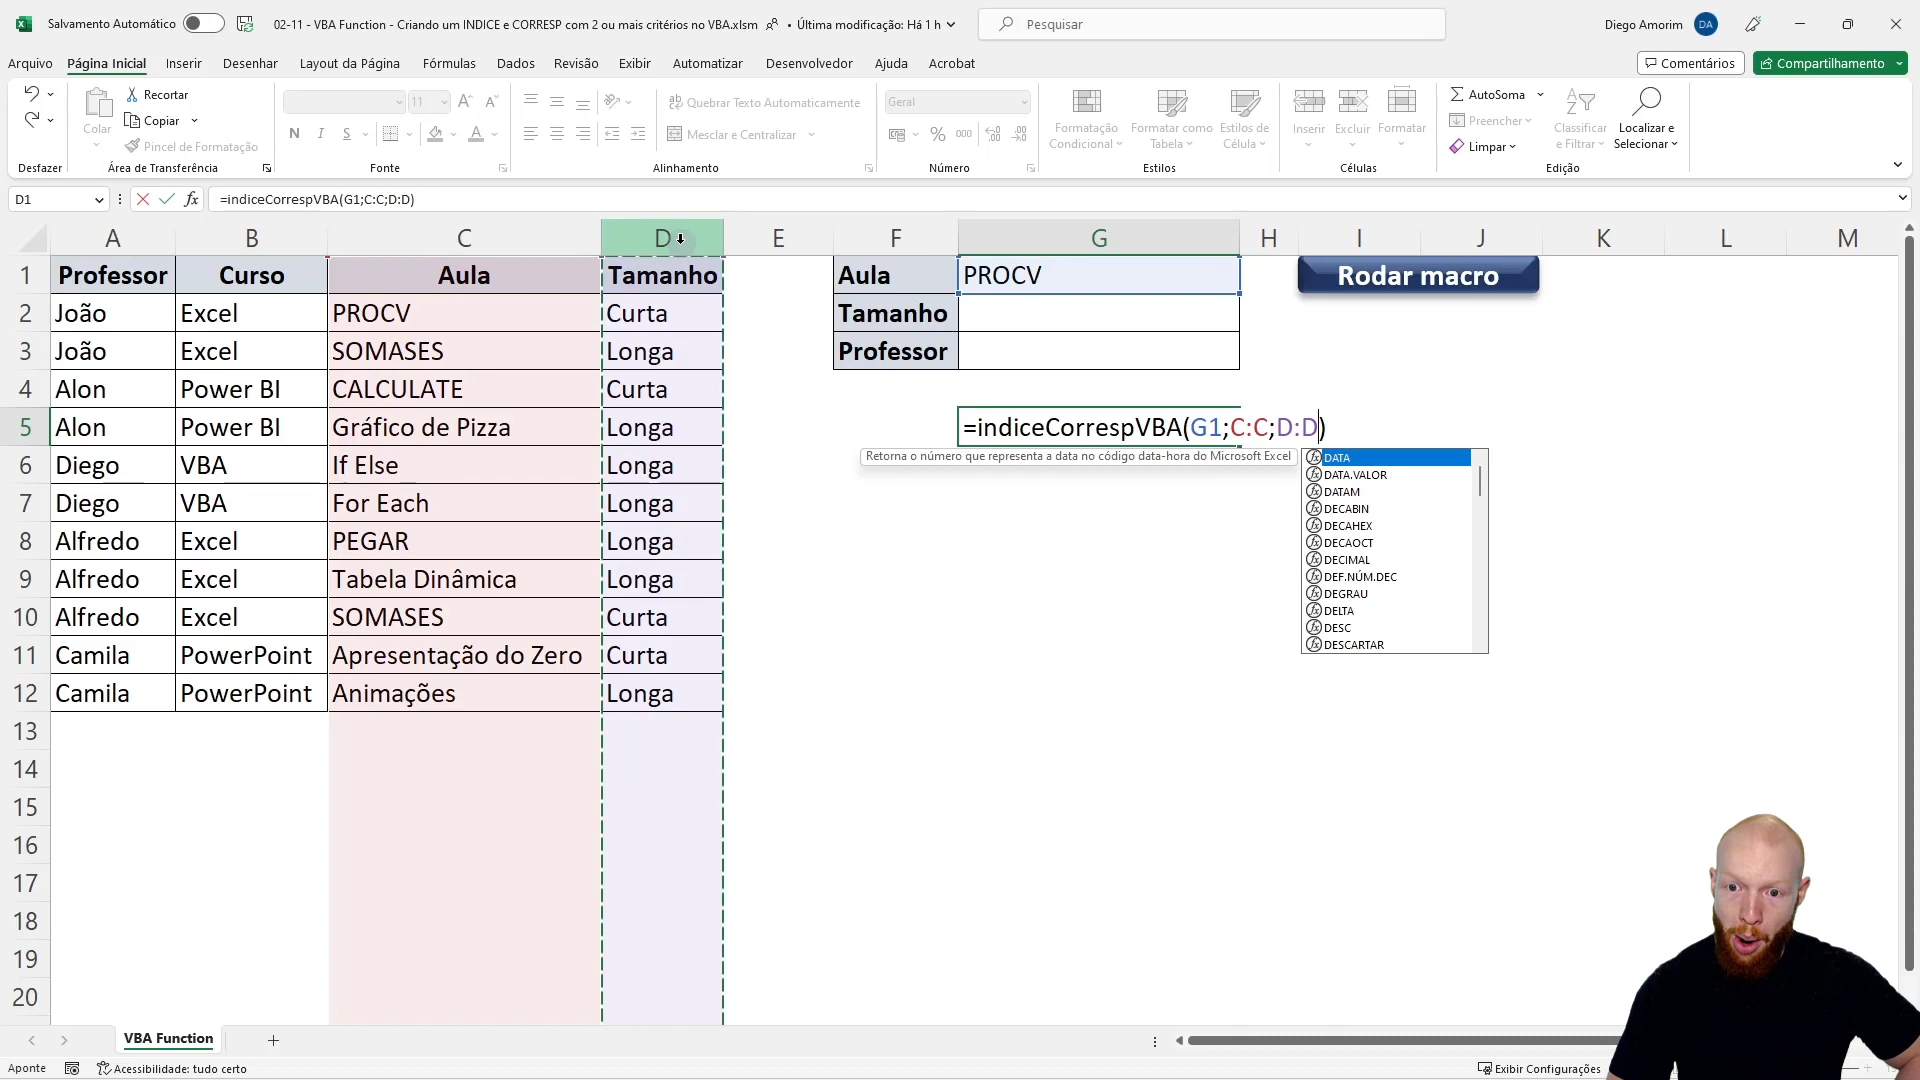 Salvamento Automático
02-11 - VBA Function - Criando um INDICE e CORRESP com 2 ou mais critérios no VBA.xlsm • Última modificação: Há 1 h
Pesquisar
Diego Amorim DA
Arquivo Página Inicial Inserir Desenhar Layout da Página Fórmulas Dados Revisão Exibir Automatizar Desenvolvedor Ajuda Acrobat
Comentários Compartilhamento
Desfazer
Colar
Recortar
Copiar
Pincel de Formatação
Área de Transferência
11
N I S
Fonte
Quebrar Texto Automaticamente
Mesclar e Centralizar
Alinhamento
Geral
% 000
Número
Formatação Condicional
Formatar como Tabela
Estilos de Célula
Estilos
Inserir Excluir Formatar
Células
AutoSoma
Preencher
Limpar
Classificar e Filtrar
Localizar e Selecionar
Edição
D1 fx =indiceCorrespVBA(G1;C:C;D:D)
A B C D E F G H I J K L M
1 Professor Curso Aula Tamanho Aula PROCV Rodar macro
2 João Excel PROCV Curta Tamanho
3 João Excel SOMASES Longa Professor
4 Alon Power BI CALCULATE Curta
5 Alon Power BI Gráfico de Pizza Longa =indiceCorrespVBA(G1;C:C;D:D)
Retorna o número que representa a data no código data-hora do Microsoft Excel
DATA
DATA.VALOR
DATAM
DECABIN
DECAHEX
DECAOCT
DECIMAL
DEF.NÚM.DEC
DEGRAU
DELTA
DESC
DESCARTAR
6 Diego VBA If Else Longa
7 Diego VBA For Each Longa
8 Alfredo Excel PEGAR Longa
9 Alfredo Excel Tabela Dinâmica Longa
10 Alfredo Excel SOMASES Curta
11 Camila PowerPoint Apresentação do Zero Curta
12 Camila PowerPoint Animações Longa
13
14
15
16
17
18
19
20
VBA Function
Aponte Acessibilidade: tudo certo Exibir Configurações